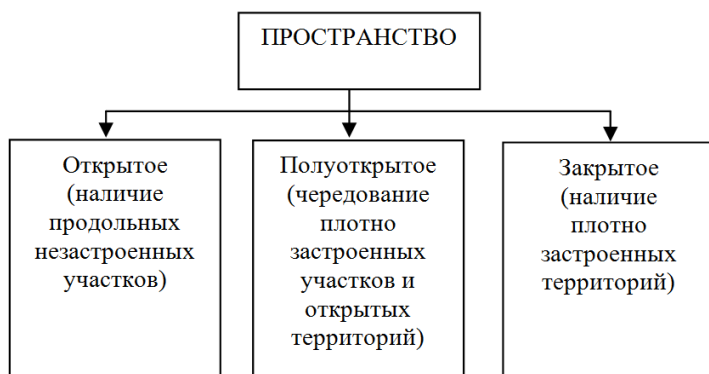 ПРОСТРАНСТВО
Открытое
(наличие
продольных
незастроенных
участков)
Полуоткрытое
(чередование
плотно
застроенных
участков и
открытых
территорий)
Закрытое
(наличие
плотно
застроенных
территорий)